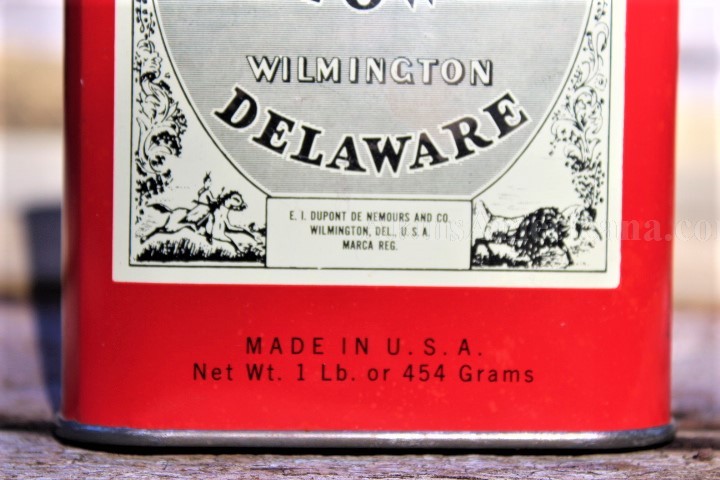 WILMINGTON
DELAWARE
E. I. DUPONT DE NEMOURS AND CO.
WILMINGTON, DEL., U. S. A.
MARCA REG.
MADE IN U. S. A.
Net Wt. 1 Lb. or 454 Grams